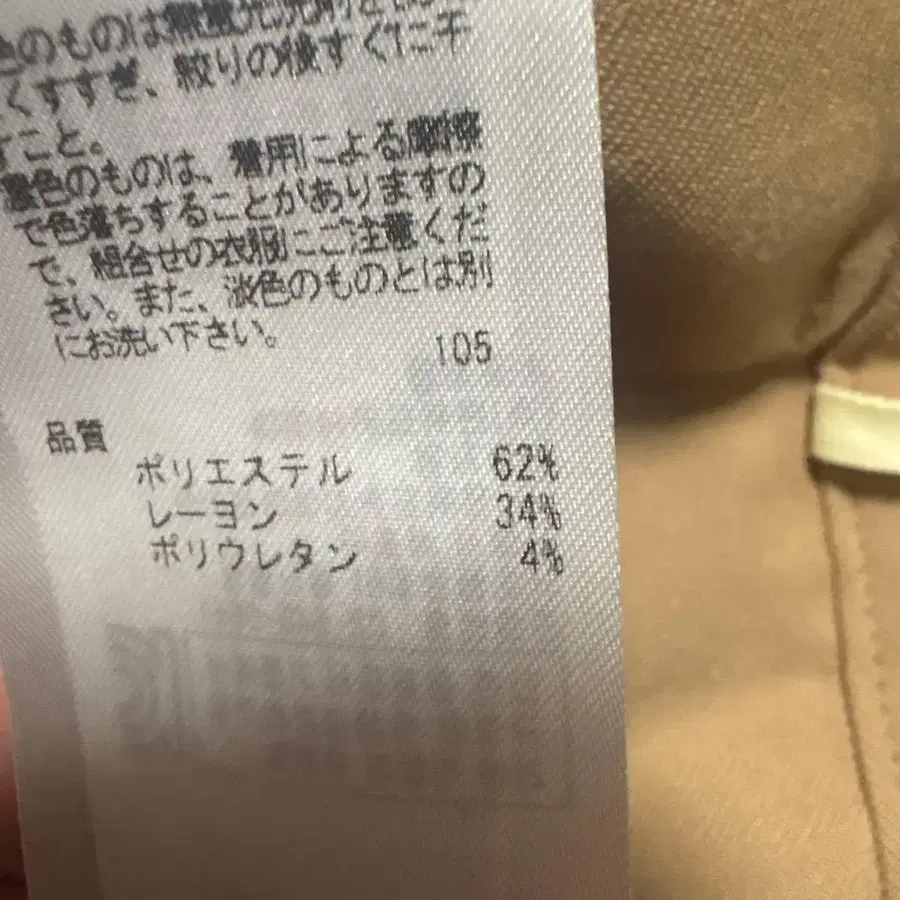 色のものは無蛍光洗剤を
くすすぎ、絞りの後すぐに干
すこと。
濃色のものは、着用による摩擦
で色落ちすることがありますの
で、組合せの衣服にご注意くだ
さい。また、淡色のものとは別
にお洗い下さい。
105
品質
ポリエステル 62%
レーヨン 34%
ポリウレタン 4%